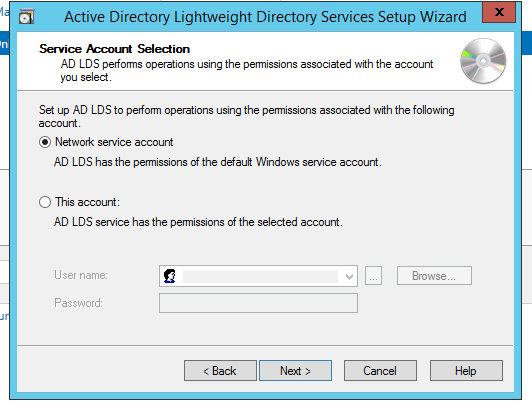 Active Directory Lightweight Directory Services Setup Wizard
x
Service Account Selection
AD LDS performs operations using the permissions associated with the account
you select.
Set up AD LDS to perform operations using the permissions associated with the following
account.
Network service account
AD LDS has the permissions of the default Windows service account.
This account:
AD LDS service has the permissions of the selected account.
User name:
...
Browse...
Password:
< Back
Next >
Cancel
Help